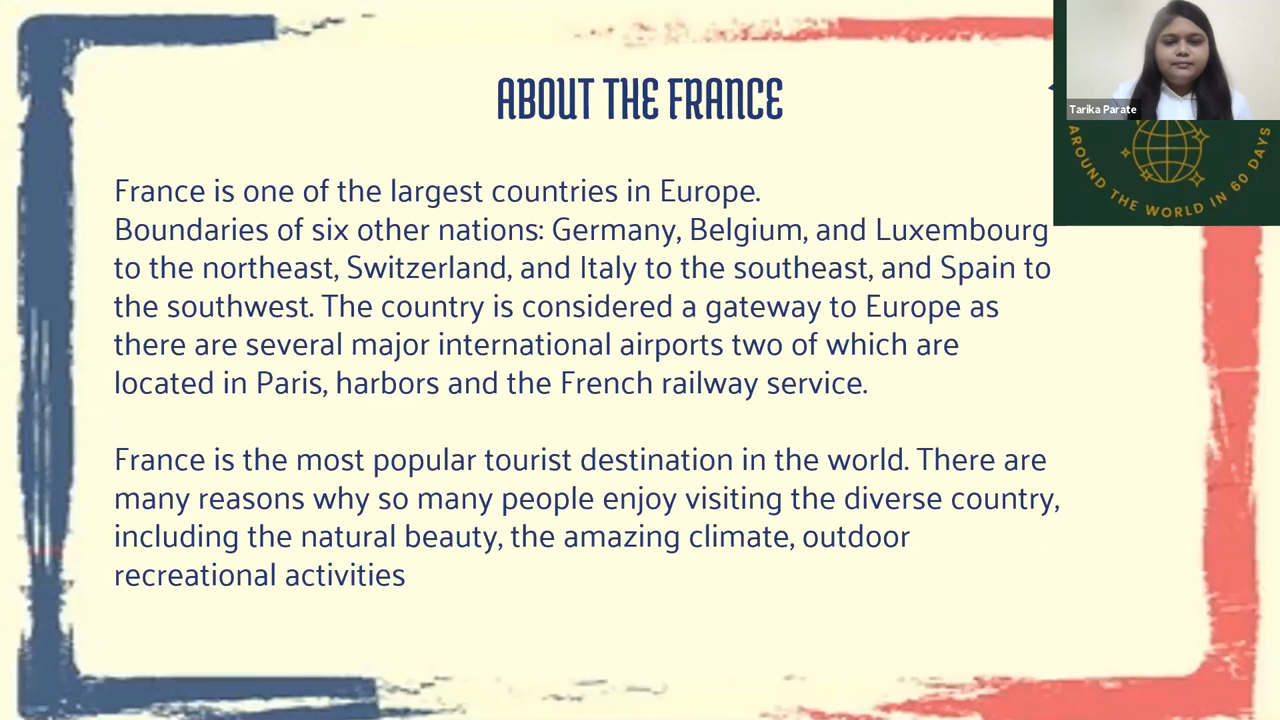 ABOUT THE FRANCE
Tarika Parate
AROUND THE WORLD IN 60 DAYS
France is one of the largest countries in Europe.
Boundaries of six other nations: Germany, Belgium, and Luxembourg
to the northeast, Switzerland, and Italy to the southeast, and Spain to
the southwest. The country is considered a gateway to Europe as
there are several major international airports two of which are
located in Paris, harbors and the French railway service.
France is the most popular tourist destination in the world. There are
many reasons why so many people enjoy visiting the diverse country,
including the natural beauty, the amazing climate, outdoor
recreational activities